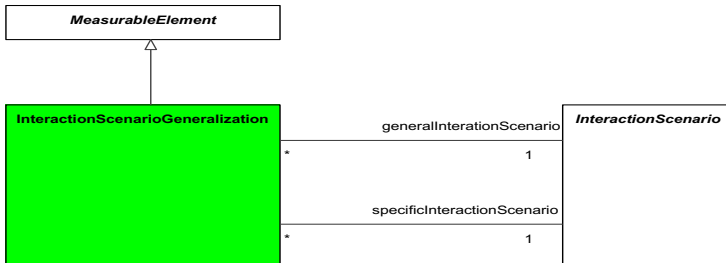 MeasurableElement
InteractionScenarioGeneralization
generalInterationScenario
InteractionScenario
*
1
specificInteractionScenario
*
1